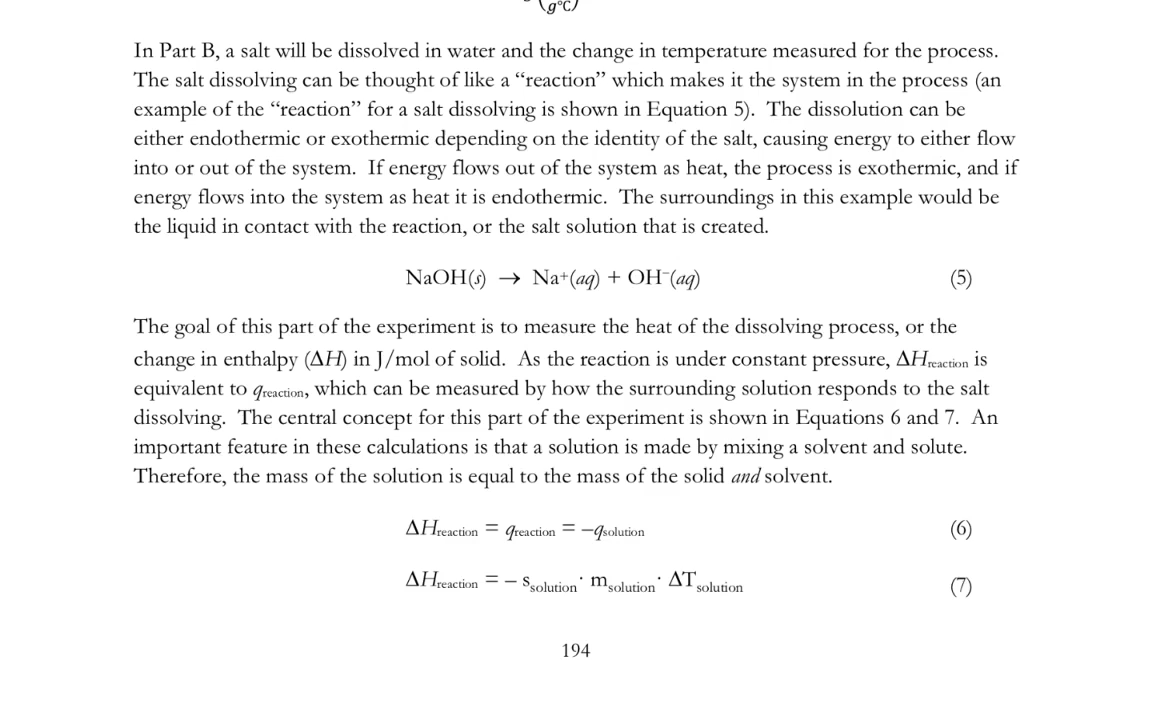 (g°C)
In Part B, a salt will be dissolved in water and the change in temperature measured for the process.
The salt dissolving can be thought of like a “reaction” which makes it the system in the process (an
example of the “reaction” for a salt dissolving is shown in Equation 5).  The dissolution can be
either endothermic or exothermic depending on the identity of the salt, causing energy to either flow
into or out of the system.  If energy flows out of the system as heat, the process is exothermic, and if
energy flows into the system as heat it is endothermic.  The surroundings in this example would be
the liquid in contact with the reaction, or the salt solution that is created.
NaOH(s) → Na⁺(aq) + OH⁻(aq) (5)
The goal of this part of the experiment is to measure the heat of the dissolving process, or the
change in enthalpy (ΔH) in J/mol of solid.  As the reaction is under constant pressure, ΔHreaction is
equivalent to qreaction, which can be measured by how the surrounding solution responds to the salt
dissolving.  The central concept for this part of the experiment is shown in Equations 6 and 7.  An
important feature in these calculations is that a solution is made by mixing a solvent and solute.
Therefore, the mass of the solution is equal to the mass of the solid and solvent.
ΔHreaction = qreaction = −qsolution (6)
ΔHreaction = – ssolution· msolution· ΔTsolution (7)
194